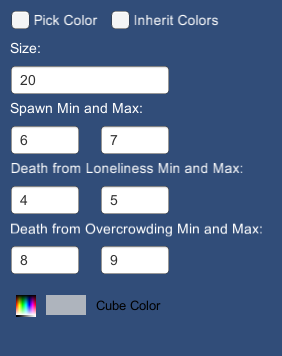 Pick Color Inherit Colors
Size:
20
Spawn Min and Max:
6 7
Death from Loneliness Min and Max:
4 5
Death from Overcrowding Min and Max:
8 9
Cube Color